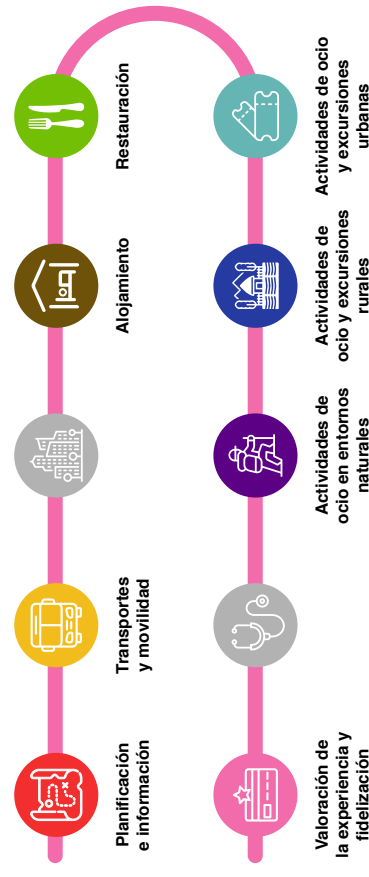 Planificación
e información
Transportes
y movilidad
Alojamiento
Restauración
Actividades de ocio
y excursiones
urbanas
Actividades de
ocio y excursiones
rurales
Actividades de
ocio en entornos
naturales
Valoración de
la experiencia y
fidelización